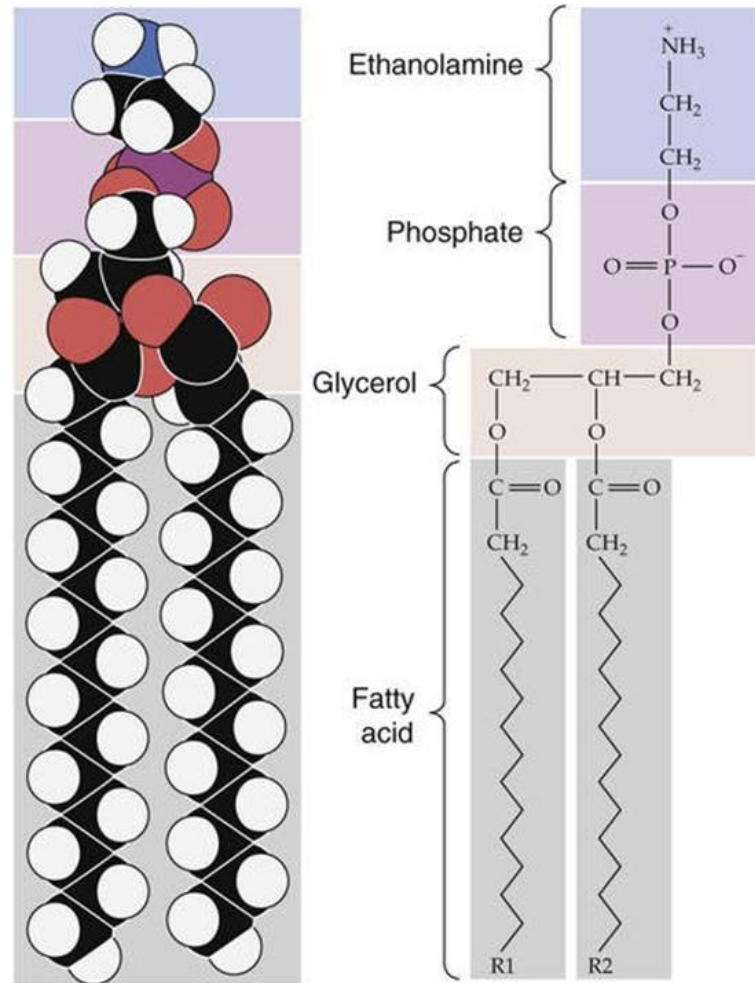 Ethanolamine
+
NH₃
CH₂
CH₂
Phosphate
O
O=P—O⁻
O
Glycerol
CH₂—CH—CH₂
O O
C=O C=O
CH₂ CH₂
Fatty
acid
R1 R2